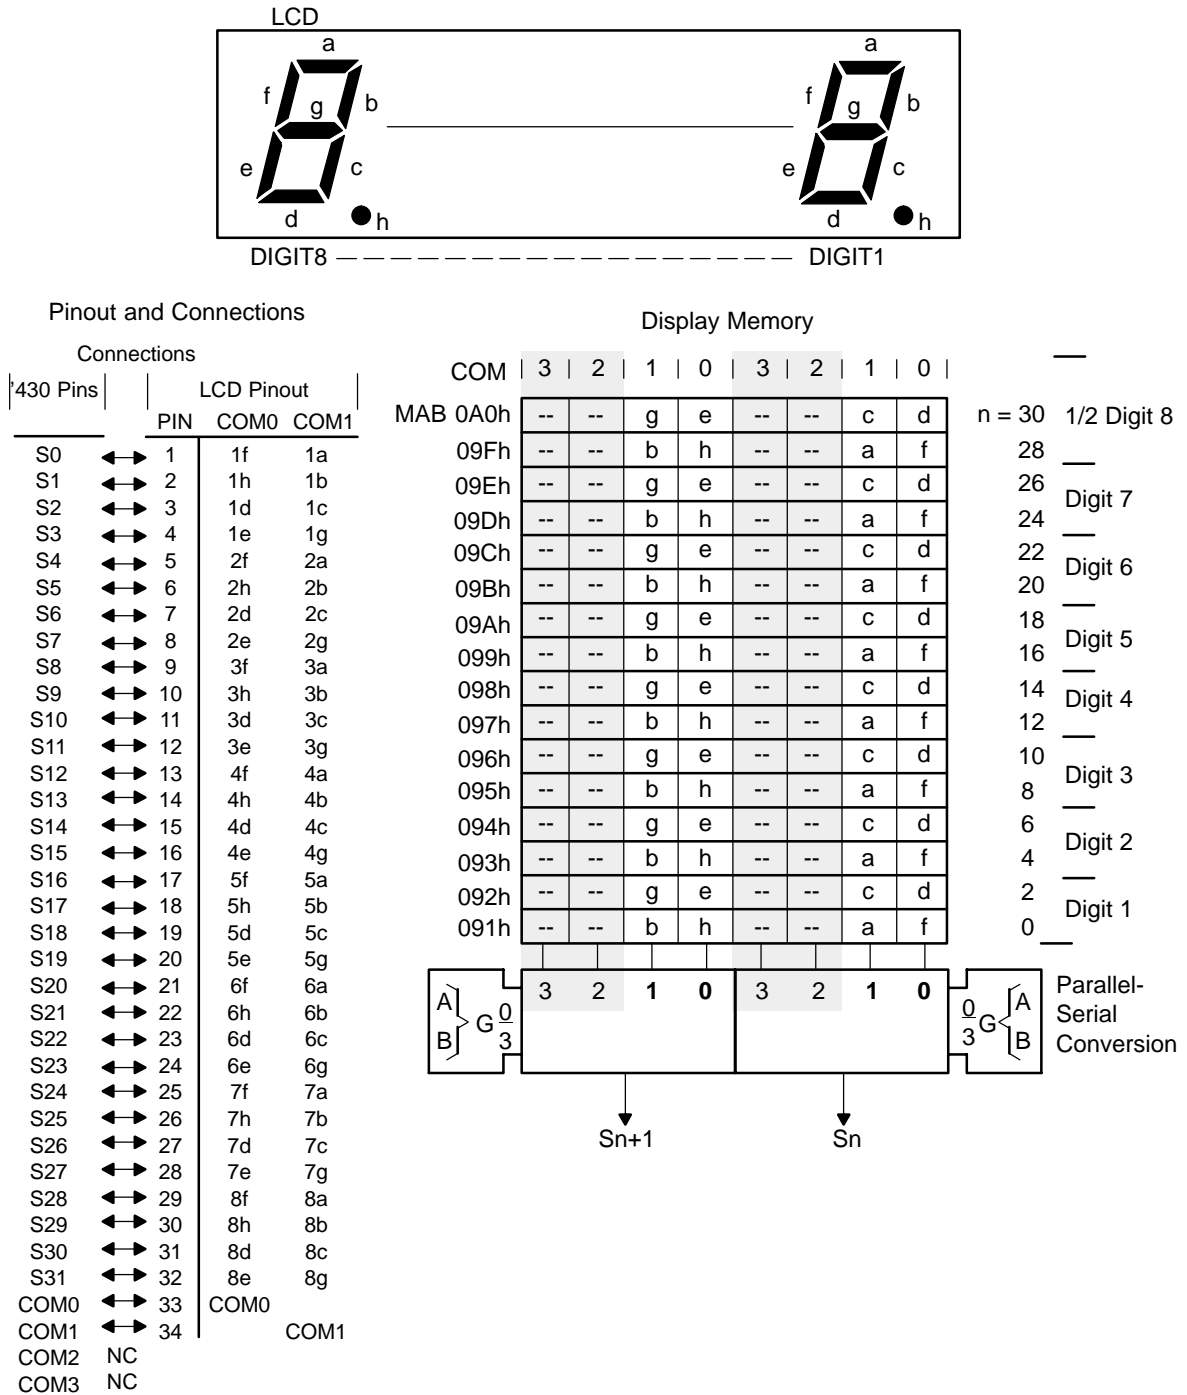 LCD
a
f
g
b
e
c
d
h
a
f
g
b
e
c
d
h
DIGIT8
DIGIT1
Pinout and Connections
Connections
'430 Pins
LCD Pinout
PIN COM0 COM1
S0 1 1f 1a
S1 2 1h 1b
S2 3 1d 1c
S3 4 1e 1g
S4 5 2f 2a
S5 6 2h 2b
S6 7 2d 2c
S7 8 2e 2g
S8 9 3f 3a
S9 10 3h 3b
S10 11 3d 3c
S11 12 3e 3g
S12 13 4f 4a
S13 14 4h 4b
S14 15 4d 4c
S15 16 4e 4g
S16 17 5f 5a
S17 18 5h 5b
S18 19 5d 5c
S19 20 5e 5g
S20 21 6f 6a
S21 22 6h 6b
S22 23 6d 6c
S23 24 6e 6g
S24 25 7f 7a
S25 26 7h 7b
S26 27 7d 7c
S27 28 7e 7g
S28 29 8f 8a
S29 30 8h 8b
S30 31 8d 8c
S31 32 8e 8g
COM0 33 COM0
COM1 34 COM1
COM2 NC
COM3 NC
Display Memory
COM 3 2 1 0 3 2 1 0
MAB 0A0h -- -- g e -- -- c d n = 30 1/2 Digit 8
09Fh -- -- b h -- -- a f 28
09Eh -- -- g e -- -- c d 26
Digit 7
09Dh -- -- b h -- -- a f 24
09Ch -- -- g e -- -- c d 22
Digit 6
09Bh -- -- b h -- -- a f 20
09Ah -- -- g e -- -- c d 18
Digit 5
099h -- -- b h -- -- a f 16
098h -- -- g e -- -- c d 14
Digit 4
097h -- -- b h -- -- a f 12
096h -- -- g e -- -- c d 10
Digit 3
095h -- -- b h -- -- a f 8
094h -- -- g e -- -- c d 6
Digit 2
093h -- -- b h -- -- a f 4
092h -- -- g e -- -- c d 2
Digit 1
091h -- -- b h -- -- a f 0
A
B
G 0
3
3 2 1 0 3 2 1 0
0
3 G
A
B
Parallel-
Serial
Conversion
Sn+1
Sn